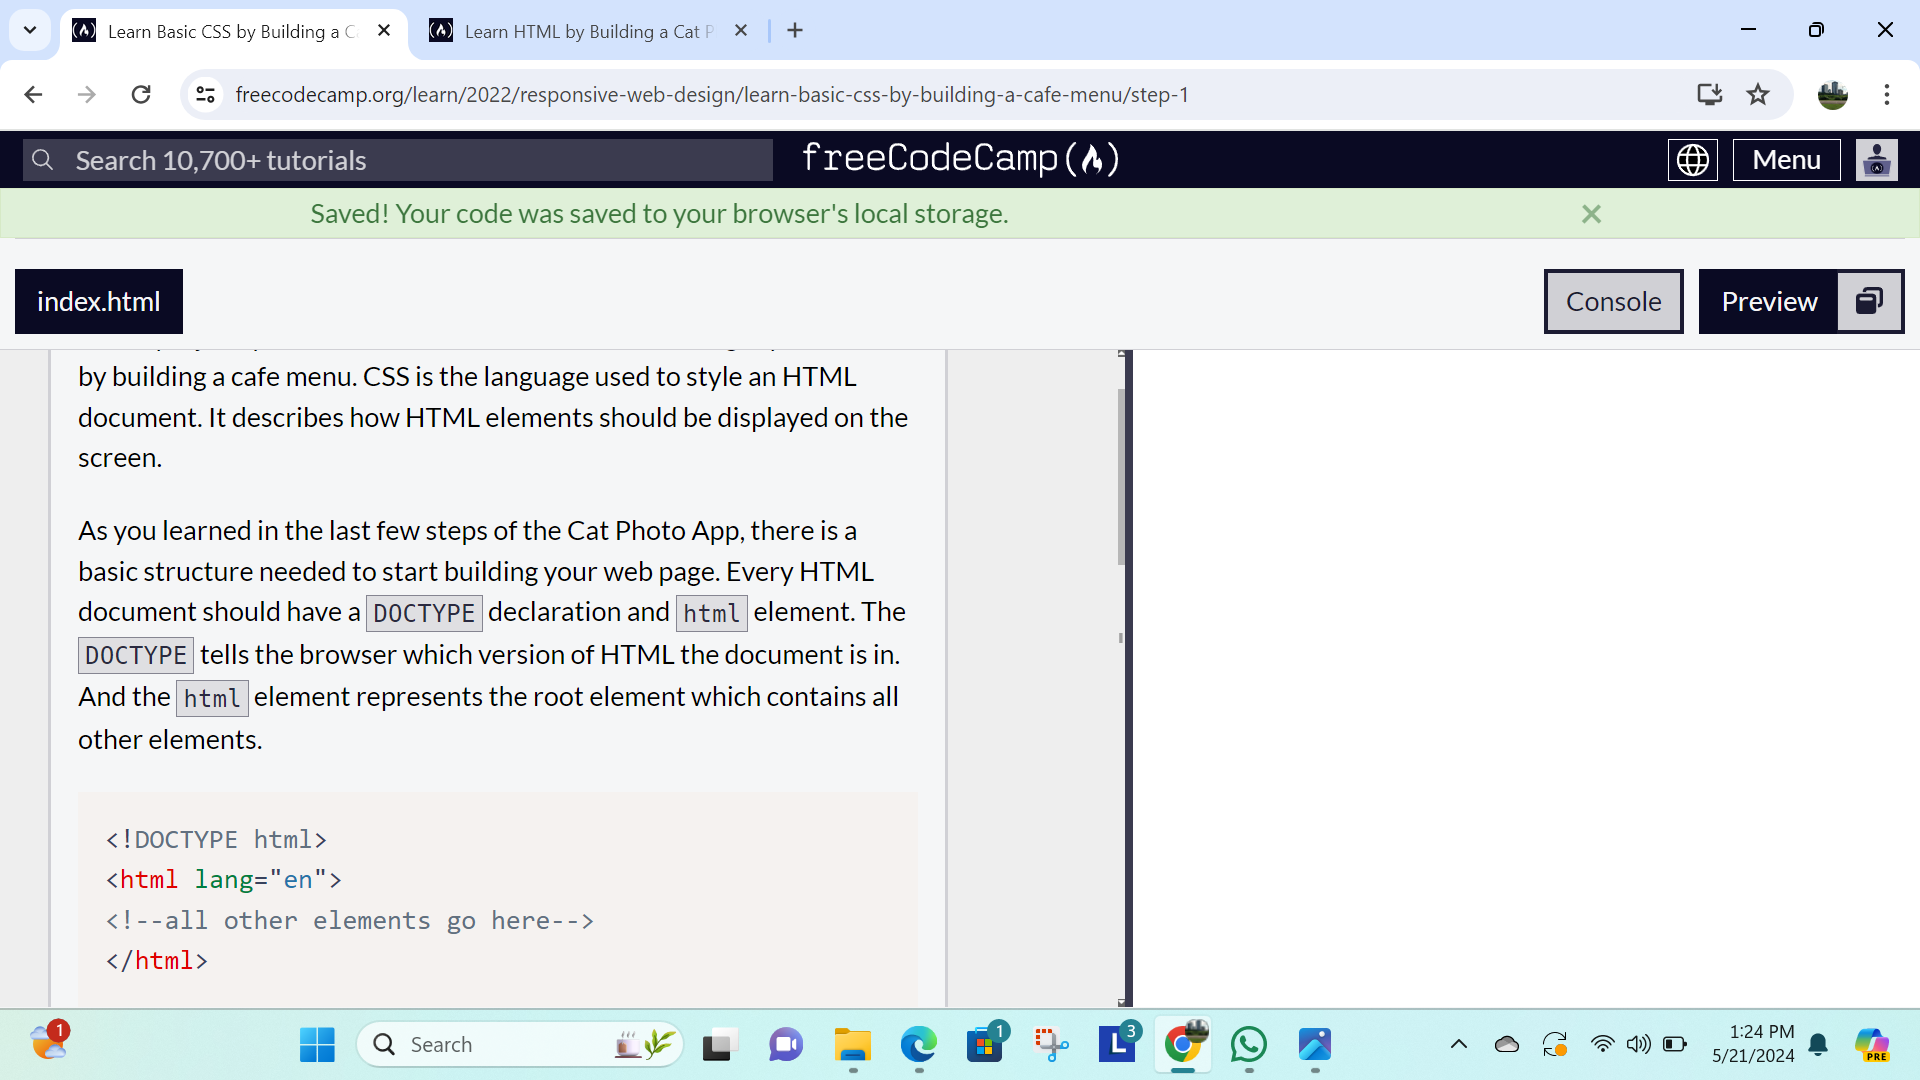 Learn Basic CSS by Building a C
Learn HTML by Building a Cat P
freecodecamp.org/learn/2022/responsive-web-design/learn-basic-css-by-building-a-cafe-menu/step-1
Search 10,700+ tutorials
freeCodeCamp
Menu
Saved! Your code was saved to your browser's local storage.
index.html
Console
Preview
by building a cafe menu. CSS is the language used to style an HTML
document. It describes how HTML elements should be displayed on the
screen.
As you learned in the last few steps of the Cat Photo App, there is a
basic structure needed to start building your web page. Every HTML
document should have a DOCTYPE declaration and html element. The
DOCTYPE tells the browser which version of HTML the document is in.
And the html element represents the root element which contains all
other elements.
<!DOCTYPE html>
<html lang="en">
<!--all other elements go here-->
</html>
1
Search
1
L
3
1:24 PM
5/21/2024
PRE